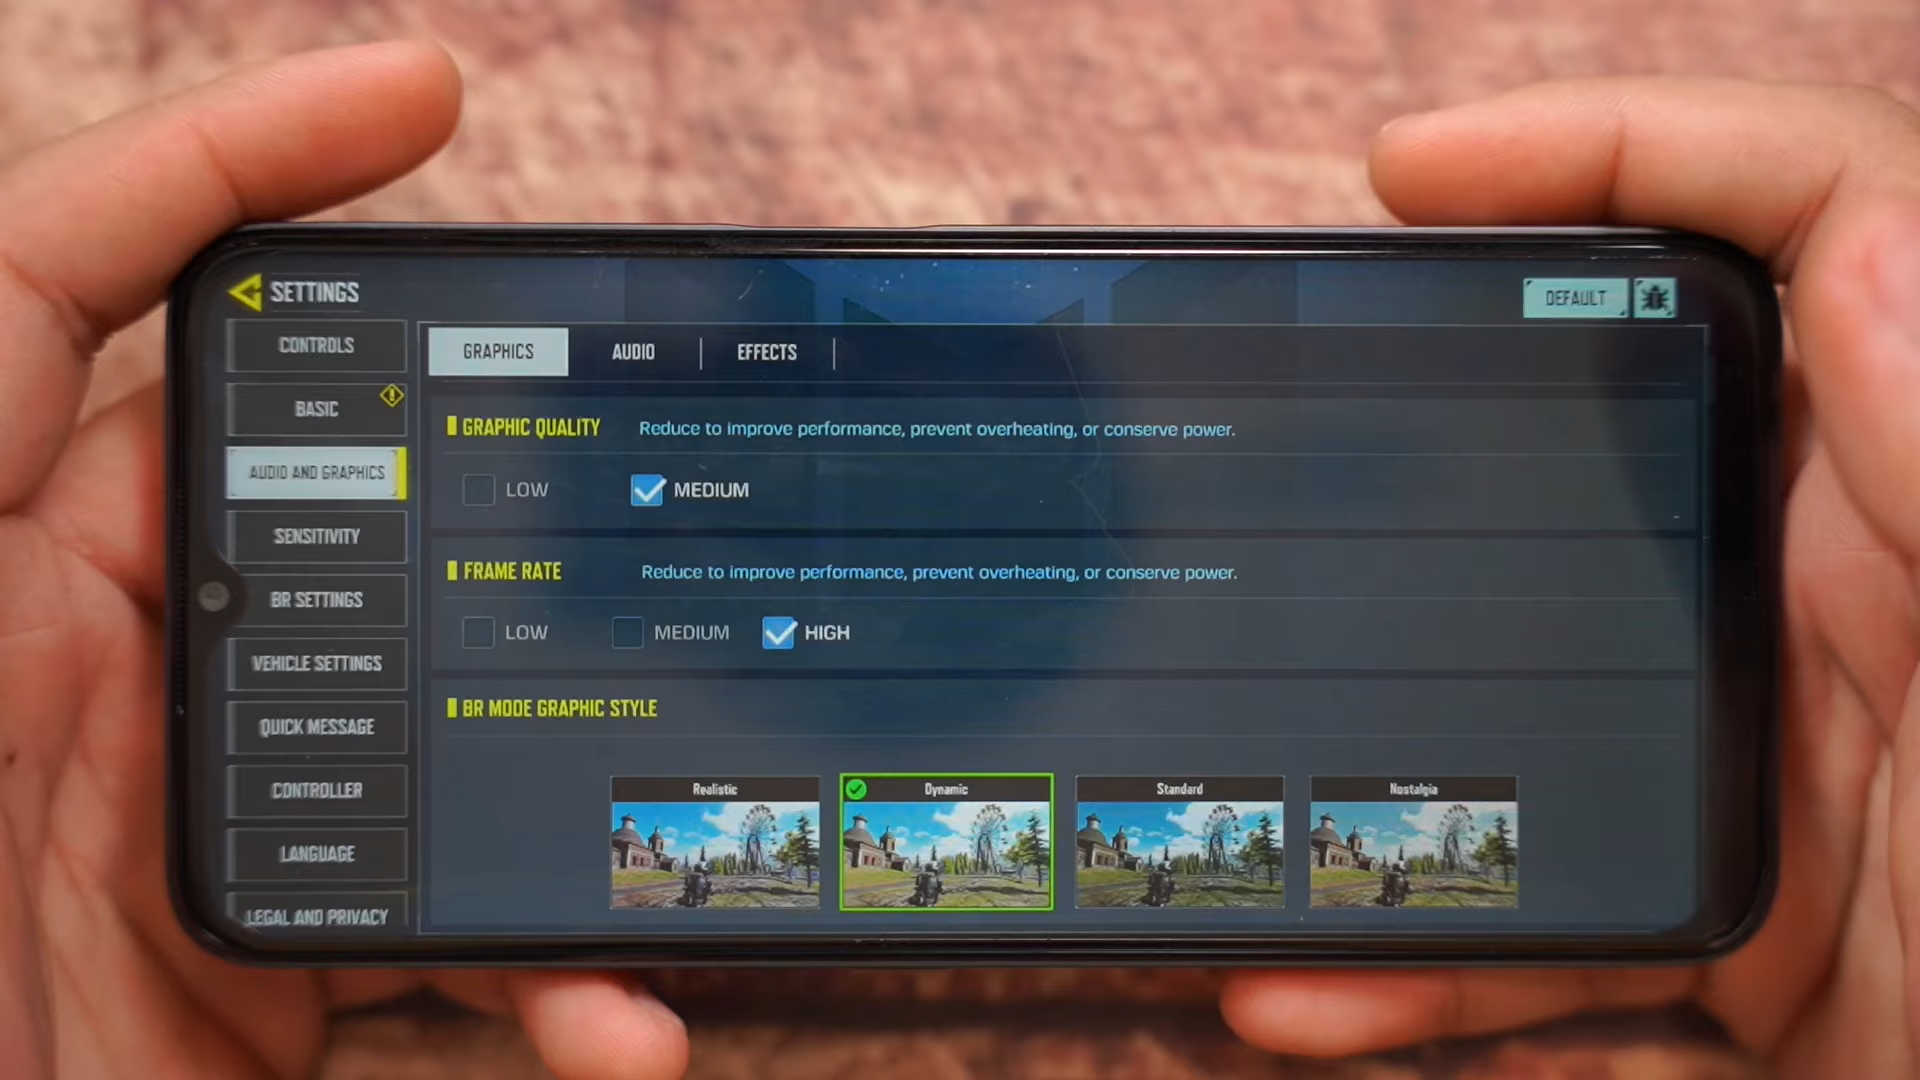 SETTINGS
DEFAULT
CONTROLS
BASIC
AUDIO AND GRAPHICS
SENSITIVITY
BR SETTINGS
VEHICLE SETTINGS
QUICK MESSAGE
CONTROLLER
LANGUAGE
LEGAL AND PRIVACY
GRAPHICS AUDIO EFFECTS
GRAPHIC QUALITY Reduce to improve performance, prevent overheating, or conserve power.
LOW MEDIUM
FRAME RATE Reduce to improve performance, prevent overheating, or conserve power.
LOW MEDIUM HIGH
BR MODE GRAPHIC STYLE
Realistic Dynamic Standard Nostalgia